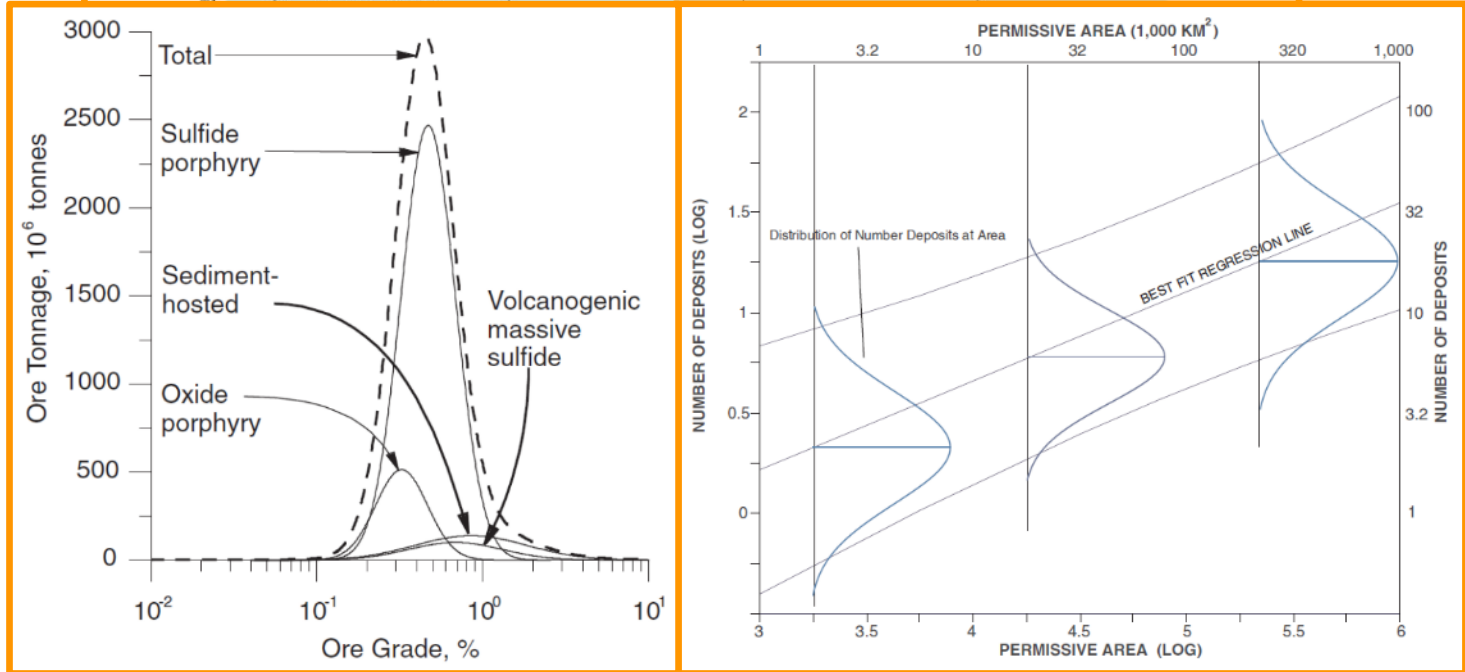 3000
Total
2500
Sulfide
porphyry
2000
Sediment-
hosted
1500
Volcanogenic
massive
sulfide
1000
Oxide
porphyry
500
0
10-2
10-1
100
101
Ore Tonnage, 106 tonnes
Ore Grade, %
PERMISSIVE AREA (1,000 KM2)
1 3.2 10 32 100 320 1,000
2
1.5
1
0.5
0
NUMBER OF DEPOSITS (LOG)
Distribution of Number Deposits at Area
BEST FIT REGRESSION LINE
100
32
10
3.2
1
NUMBER OF DEPOSITS
3 3.5 4 4.5 5 5.5 6
PERMISSIVE AREA (LOG)